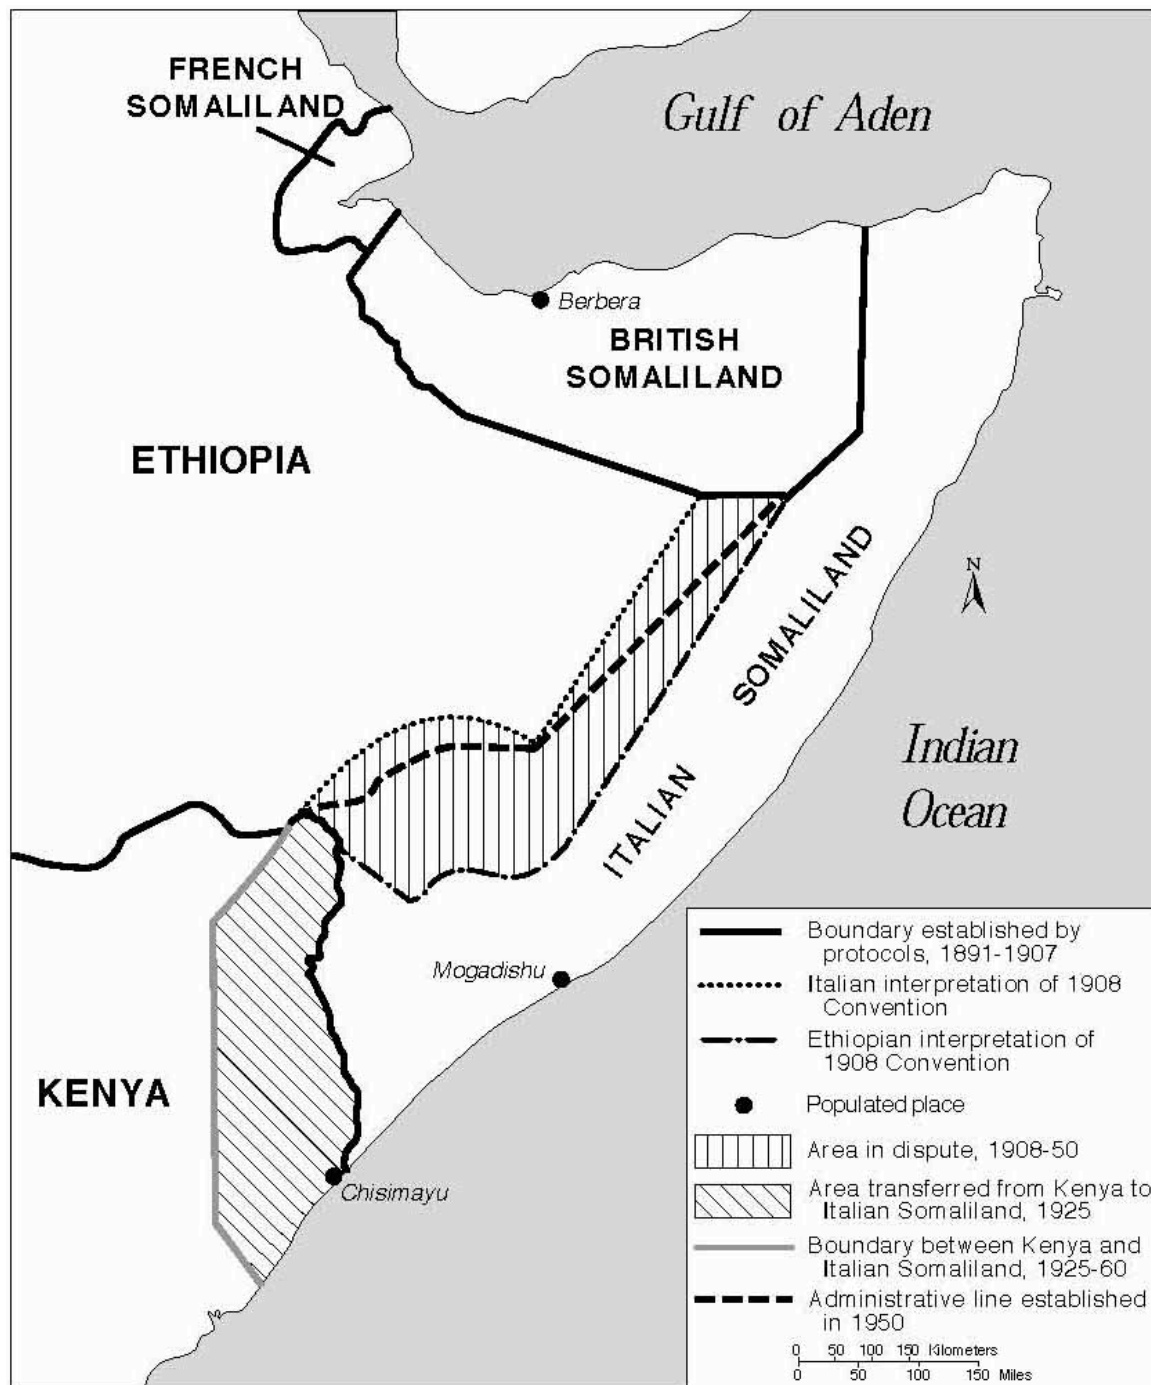 FRENCH
SOMALILAND
Gulf of Aden
Berbera
BRITISH
SOMALILAND
ETHIOPIA
N
SOMALILAND
ITALIAN
Indian
Ocean
Mogadishu
KENYA
Chisimayu
Boundary established by
protocols, 1891-1907
Italian interpretation of 1908
Convention
Ethiopian interpretation of
1908 Convention
Populated place
Area in dispute, 1908-50
Area transferred from Kenya to
Italian Somaliland, 1925
Boundary between Kenya and
Italian Somaliland, 1925-60
Administrative line established
in 1950
0 50 100 150 Kilometers
0 50 100 150 Miles